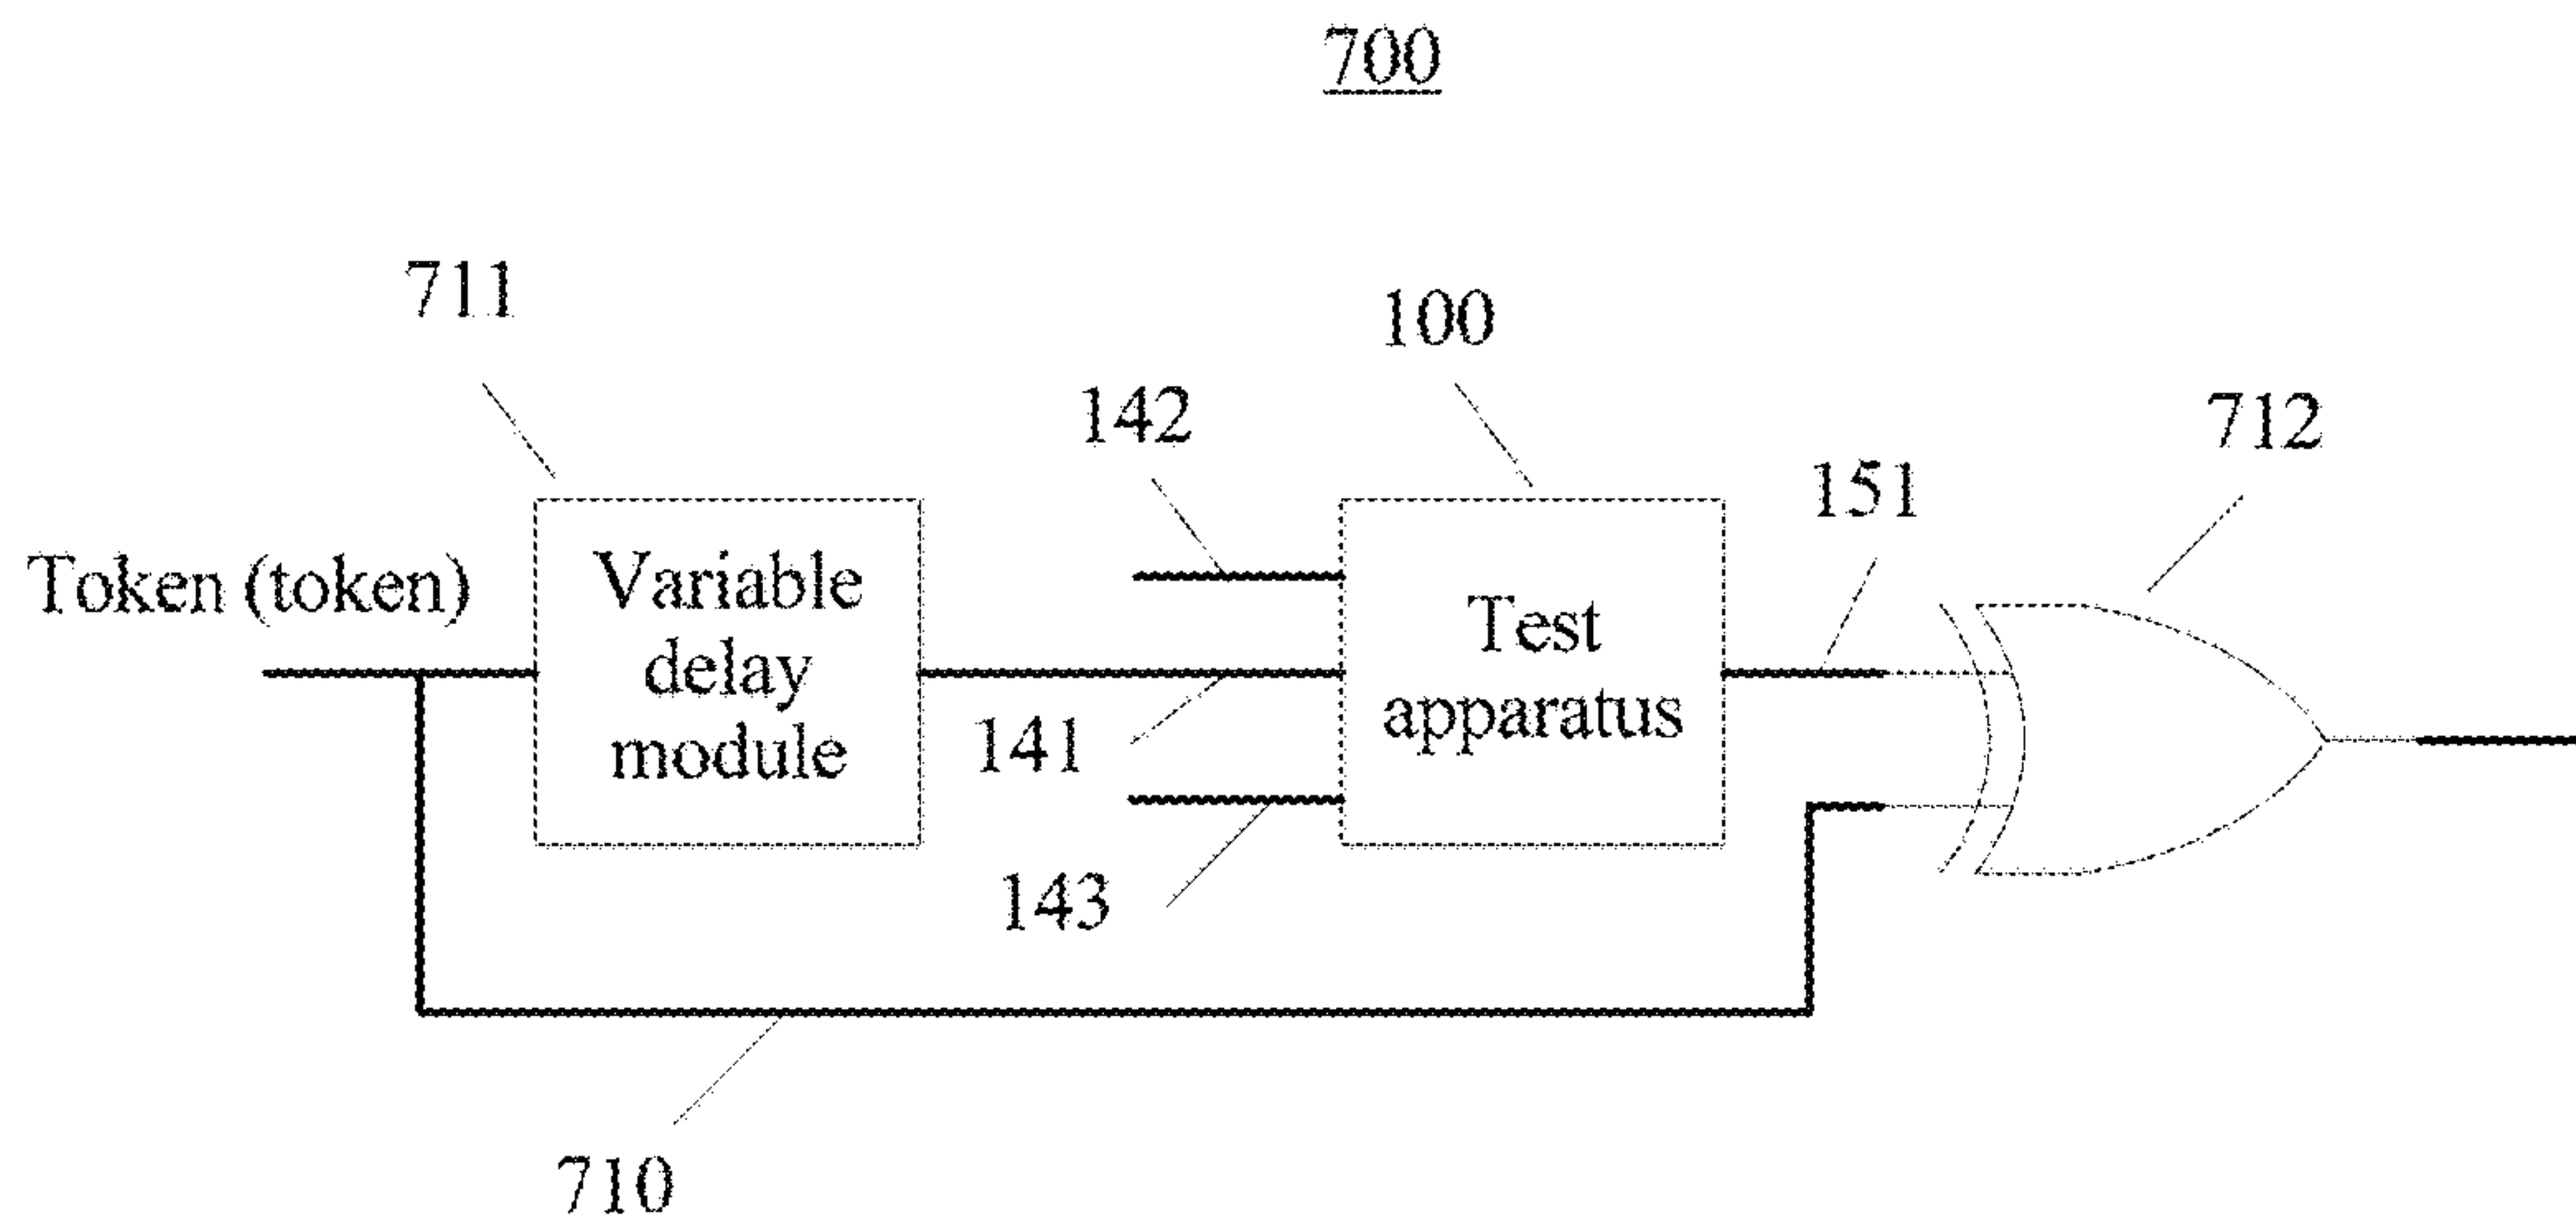 700
711
100
142
712
151
Token (token)
Variable
delay
module
Test
apparatus
141
143
710